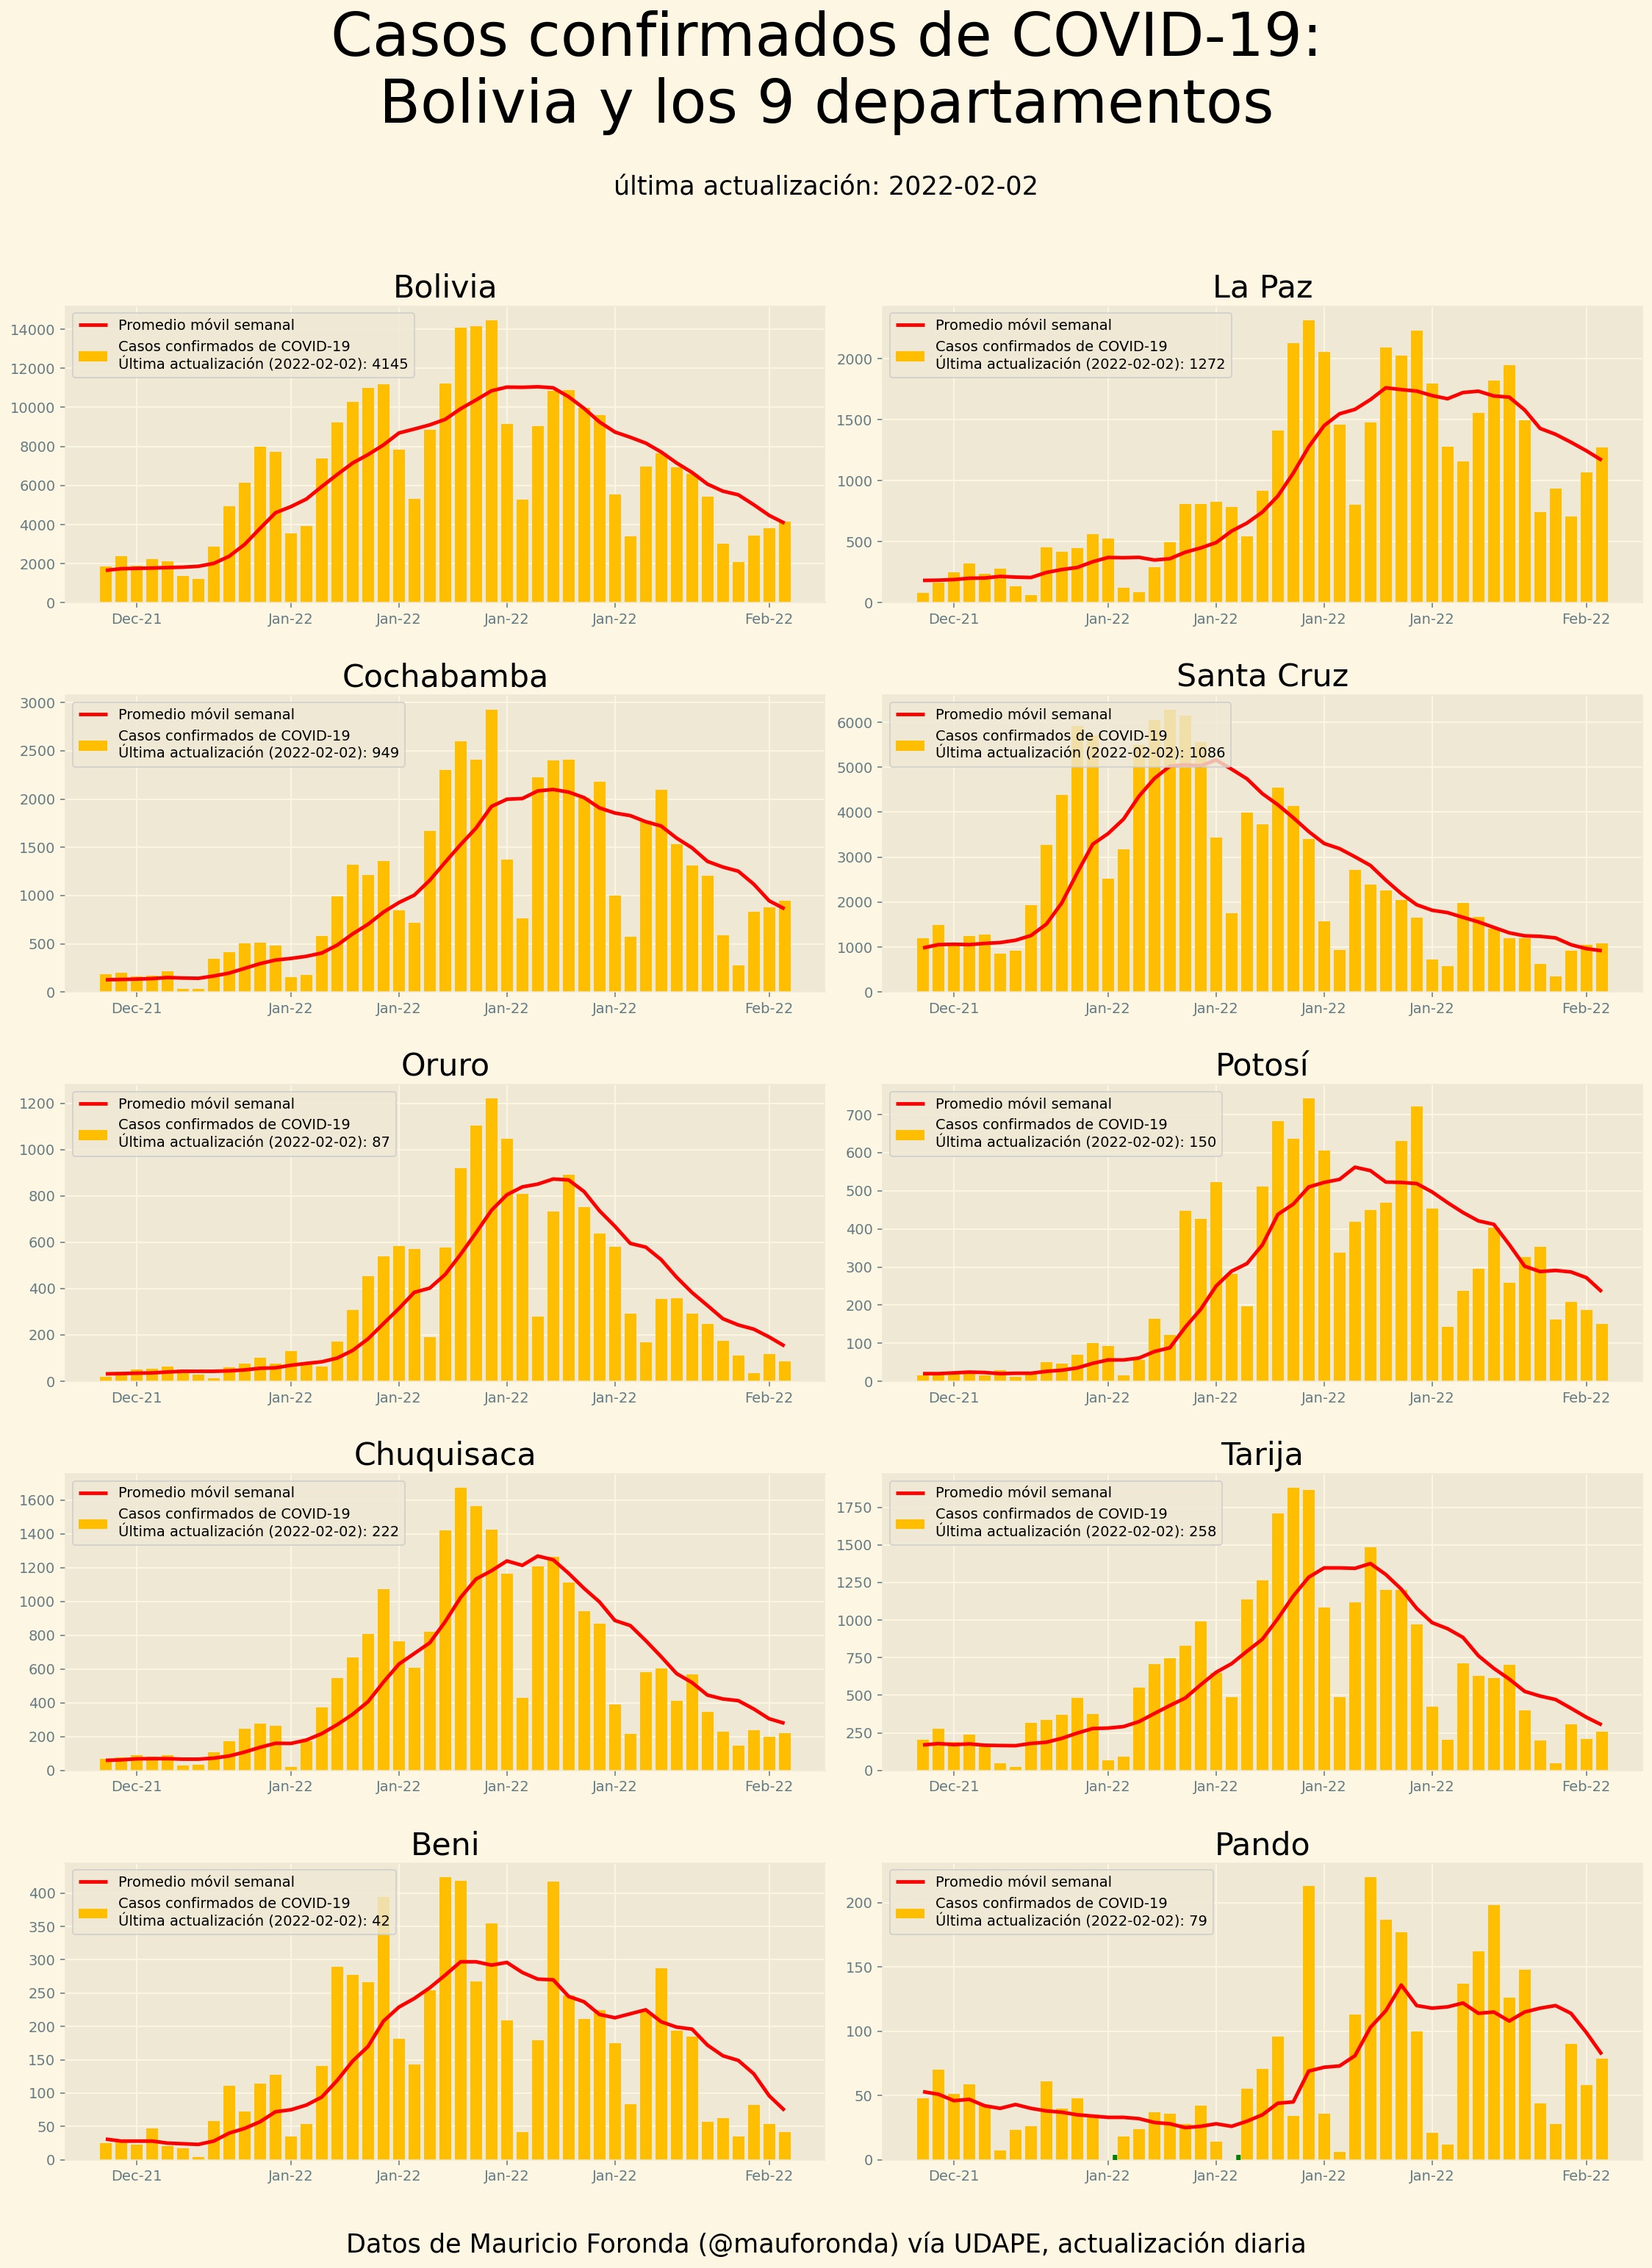 Casos confirmados de COVID-19:
Bolivia y los 9 departamentos
última actualización: 2022-02-02
Bolivia
Promedio móvil semanal
Casos confirmados de COVID-19
Última actualización (2022-02-02): 4145
14000
12000
10000
8000
6000
4000
2000
0
Dec-21 Jan-22 Jan-22 Jan-22 Jan-22 Feb-22
La Paz
Promedio móvil semanal
Casos confirmados de COVID-19
Última actualización (2022-02-02): 1272
2000
1500
1000
500
0
Dec-21 Jan-22 Jan-22 Jan-22 Jan-22 Feb-22
Cochabamba
Promedio móvil semanal
Casos confirmados de COVID-19
Última actualización (2022-02-02): 949
3000
2500
2000
1500
1000
500
0
Dec-21 Jan-22 Jan-22 Jan-22 Jan-22 Feb-22
Santa Cruz
Promedio móvil semanal
Casos confirmados de COVID-19
Última actualización (2022-02-02): 1086
6000
5000
4000
3000
2000
1000
0
Dec-21 Jan-22 Jan-22 Jan-22 Jan-22 Feb-22
Oruro
Promedio móvil semanal
Casos confirmados de COVID-19
Última actualización (2022-02-02): 87
1200
1000
800
600
400
200
0
Dec-21 Jan-22 Jan-22 Jan-22 Jan-22 Feb-22
Potosí
Promedio móvil semanal
Casos confirmados de COVID-19
Última actualización (2022-02-02): 150
700
600
500
400
300
200
100
0
Dec-21 Jan-22 Jan-22 Jan-22 Jan-22 Feb-22
Chuquisaca
Promedio móvil semanal
Casos confirmados de COVID-19
Última actualización (2022-02-02): 222
1600
1400
1200
1000
800
600
400
200
0
Dec-21 Jan-22 Jan-22 Jan-22 Jan-22 Feb-22
Tarija
Promedio móvil semanal
Casos confirmados de COVID-19
Última actualización (2022-02-02): 258
1750
1500
1250
1000
750
500
250
0
Dec-21 Jan-22 Jan-22 Jan-22 Jan-22 Feb-22
Beni
Promedio móvil semanal
Casos confirmados de COVID-19
Última actualización (2022-02-02): 42
400
350
300
250
200
150
100
50
0
Dec-21 Jan-22 Jan-22 Jan-22 Jan-22 Feb-22
Pando
Promedio móvil semanal
Casos confirmados de COVID-19
Última actualización (2022-02-02): 79
200
150
100
50
0
Dec-21 Jan-22 Jan-22 Jan-22 Jan-22 Feb-22
Datos de Mauricio Foronda (@mauforonda) vía UDAPE, actualización diaria